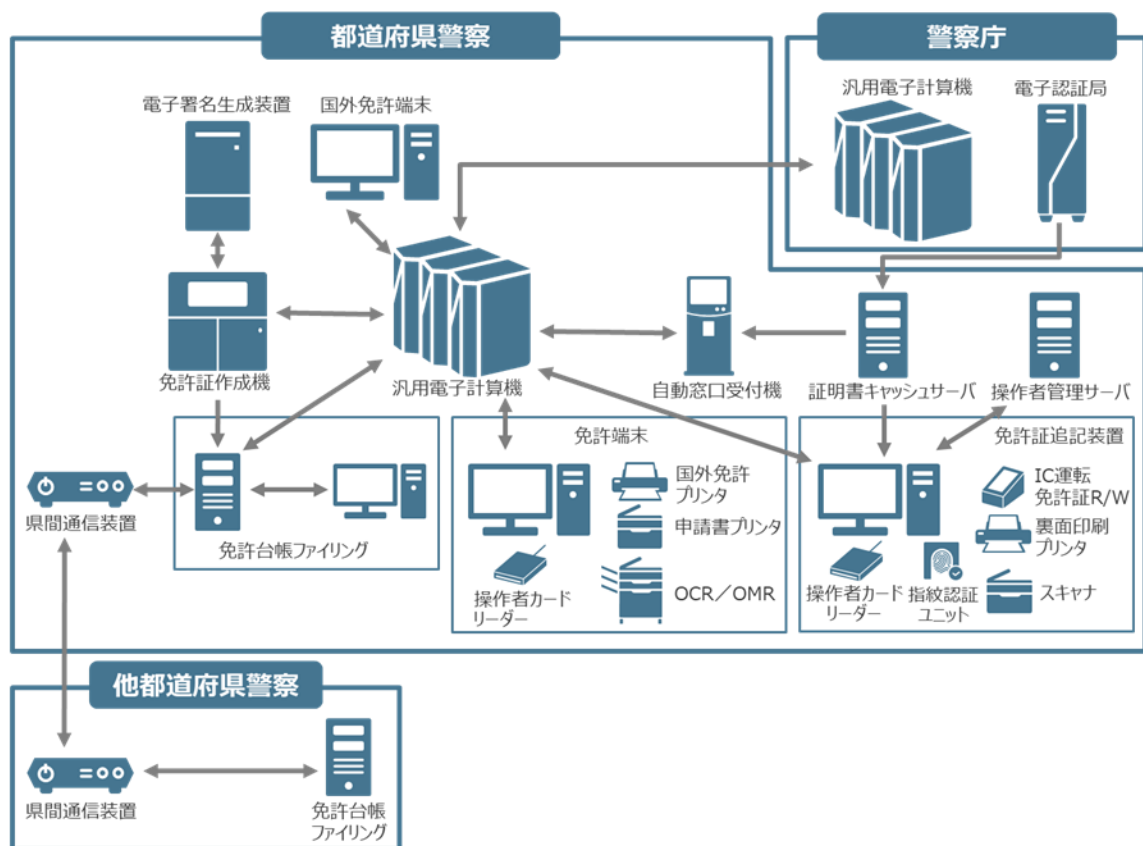 都道府県警察
警察庁
電子署名生成装置
国外免許端末
汎用電子計算機
電子認証局
免許証作成機
汎用電子計算機
自動窓口受付機
証明書キャッシュサーバ
操作者管理サーバ
県間通信装置
免許台帳ファイリング
免許端末
国外免許
プリンタ
申請書プリンタ
OCR／OMR
操作者カード
リーダー
免許証追記装置
IC運転
免許証R/W
裏面印刷
プリンタ
スキャナ
操作者カード
リーダー
指紋認証
ユニット
他都道府県警察
県間通信装置
免許台帳
ファイリング